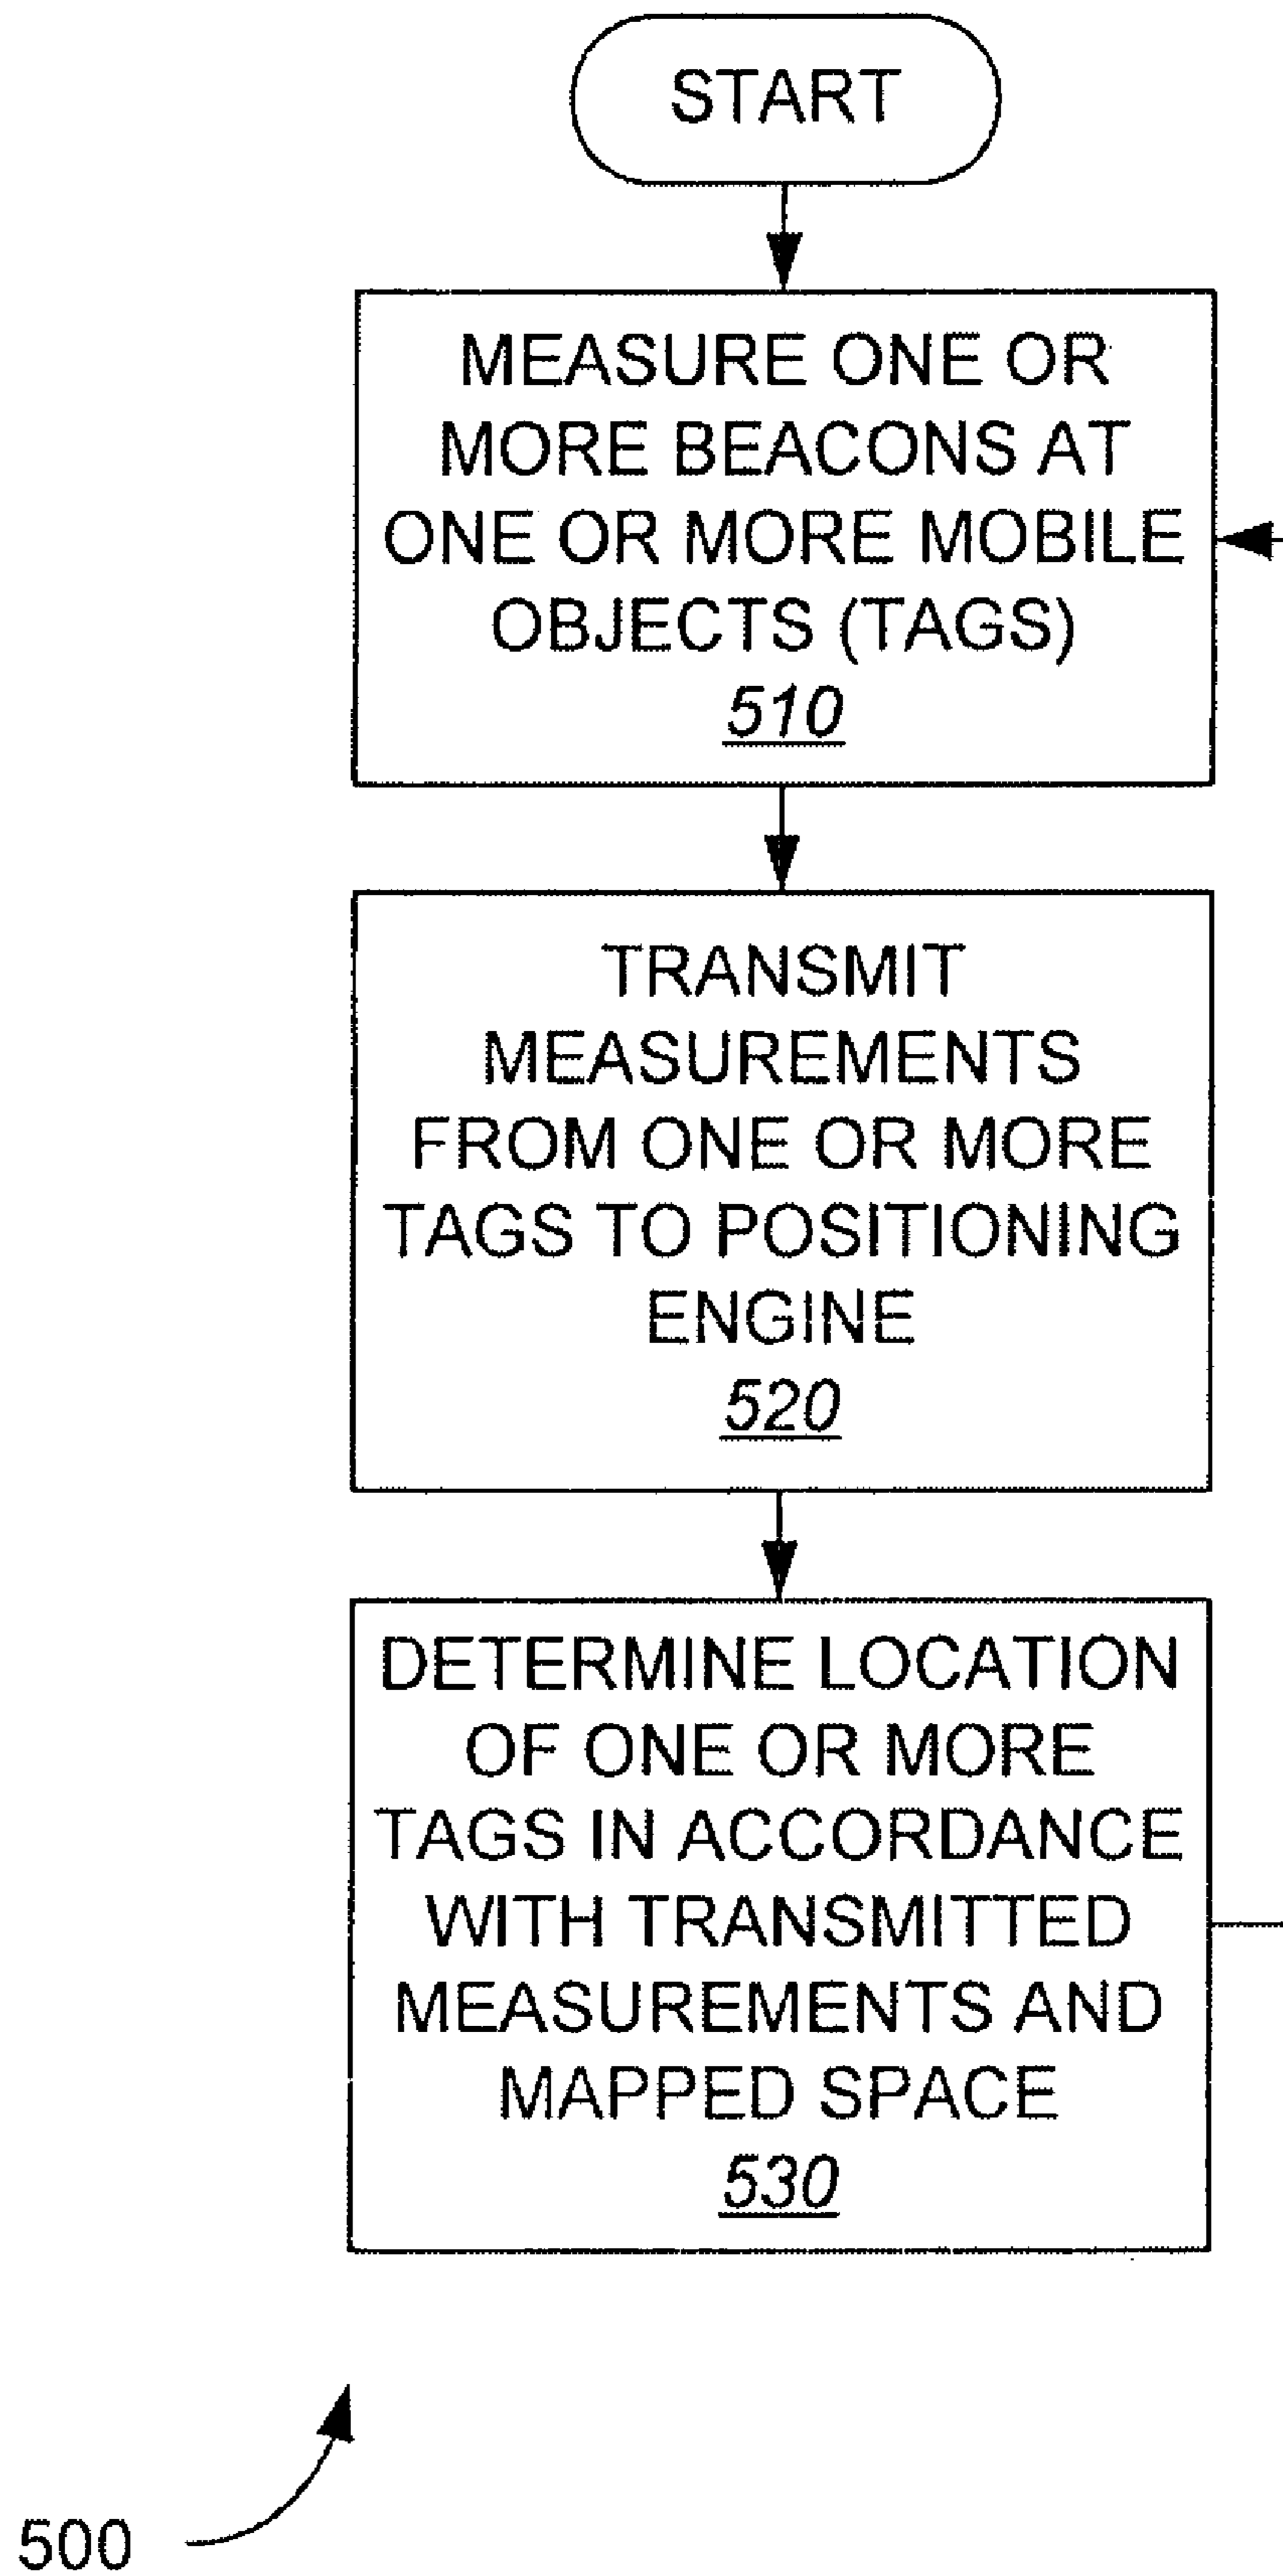 START
MEASURE ONE OR
MORE BEACONS AT
ONE OR MORE MOBILE
OBJECTS (TAGS)
510
TRANSMIT
MEASUREMENTS
FROM ONE OR MORE
TAGS TO POSITIONING
ENGINE
520
DETERMINE LOCATION
OF ONE OR MORE
TAGS IN ACCORDANCE
WITH TRANSMITTED
MEASUREMENTS AND
MAPPED SPACE
530
500